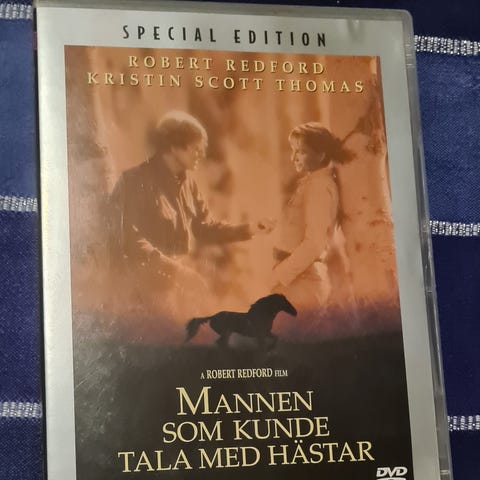 SPECIAL EDITION
ROBERT REDFORD
KRISTIN SCOTT THOMAS
A ROBERT REDFORD FILM
MANNEN
SOM KUNDE
TALA MED HÄSTAR
DVD